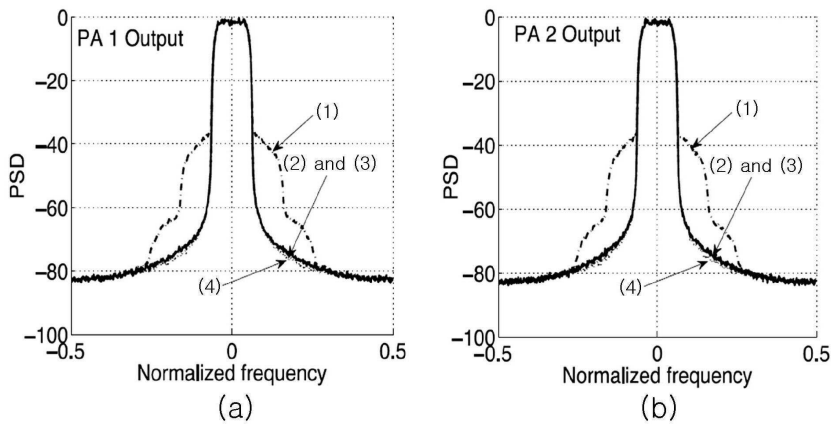 PA 1 Output
0
−20
−40
−60
−80
−100
PSD
(1)
(2) and (3)
(4)
−0.5
0
0.5
Normalized frequency
(a)
PA 2 Output
0
−20
−40
−60
−80
−100
PSD
(1)
(2) and (3)
(4)
−0.5
0
0.5
Normalized frequency
(b)